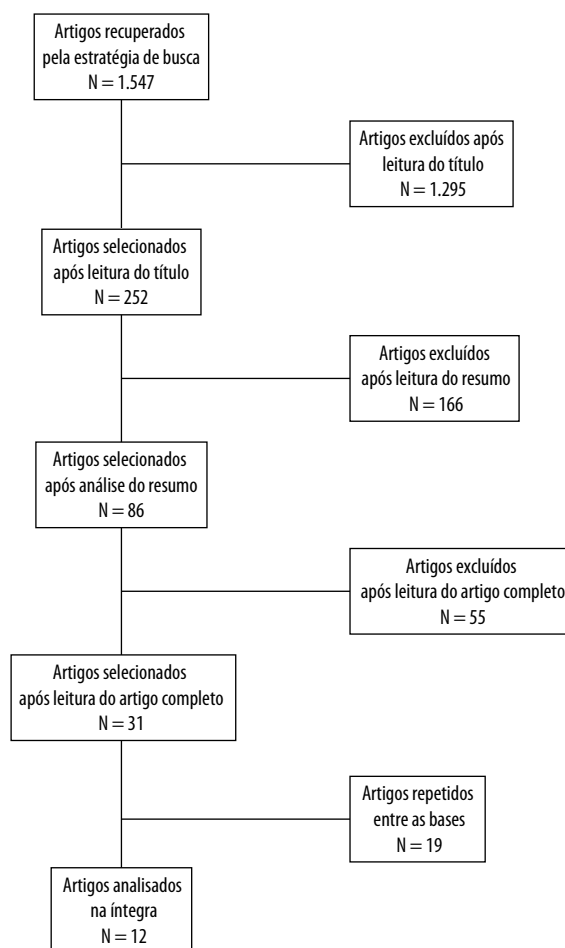 Artigos recuperados
pela estratégia de busca
N = 1.547
Artigos excluídos após
leitura do título
N = 1.295
Artigos selecionados
após leitura do título
N = 252
Artigos excluídos
após leitura do resumo
N = 166
Artigos selecionados
após análise do resumo
N = 86
Artigos excluídos
após leitura do artigo completo
N = 55
Artigos selecionados
após leitura do artigo completo
N = 31
Artigos repetidos
entre as bases
N = 19
Artigos analisados
na íntegra
N = 12